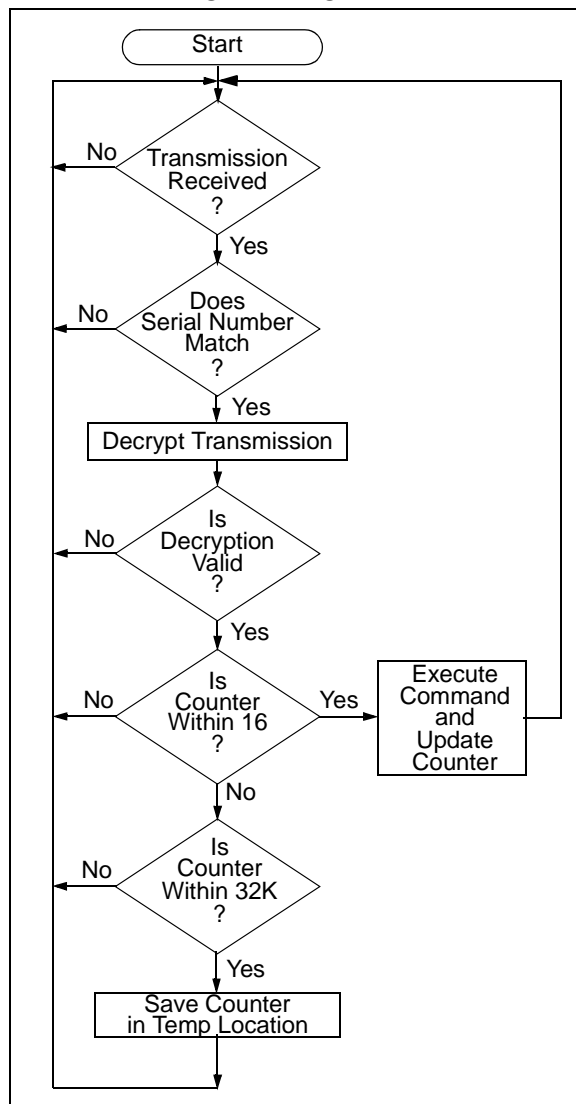 Start
No
Transmission
Received
?
Yes
No
Does
Serial Number
Match
?
Yes
Decrypt Transmission
No
Is
Decryption
Valid
?
Yes
No
Is
Counter
Within 16
?
Yes
Execute
Command
and
Update
Counter
No
No
Is
Counter
Within 32K
?
Yes
Save Counter
in Temp Location